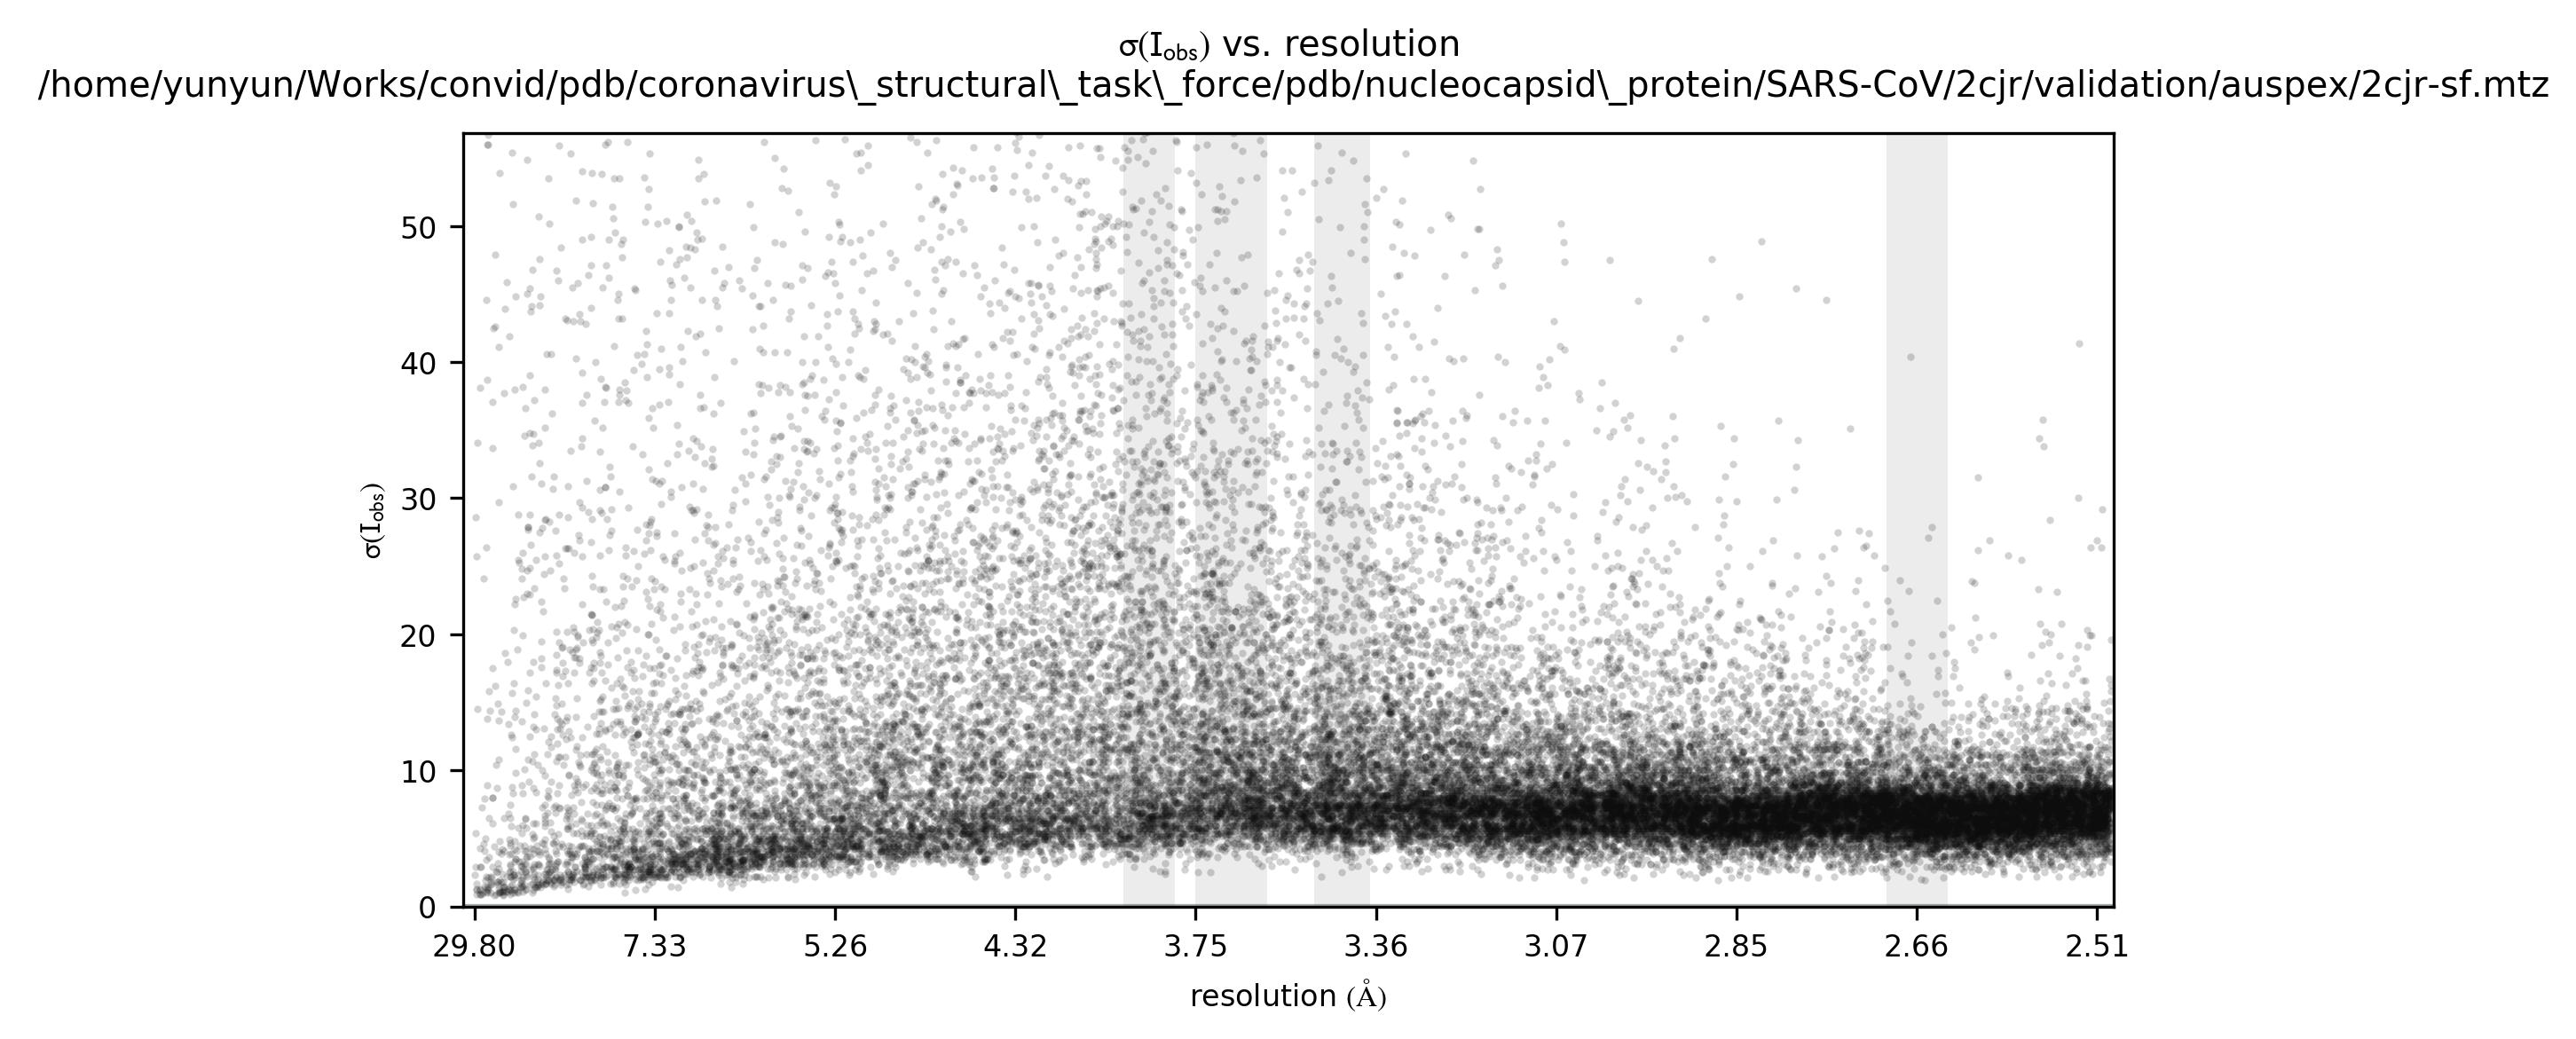 σ(I_obs) vs. resolution
/home/yunyun/Works/convid/pdb/coronavirus\_structural\_task\_force/pdb/nucleocapsid\_protein/SARS-CoV/2cjr/validation/auspex/2cjr-sf.mtz
50
40
30
20
10
0
σ(I_obs)
29.80 7.33 5.26 4.32 3.75 3.36 3.07 2.85 2.66 2.51
resolution (Å)